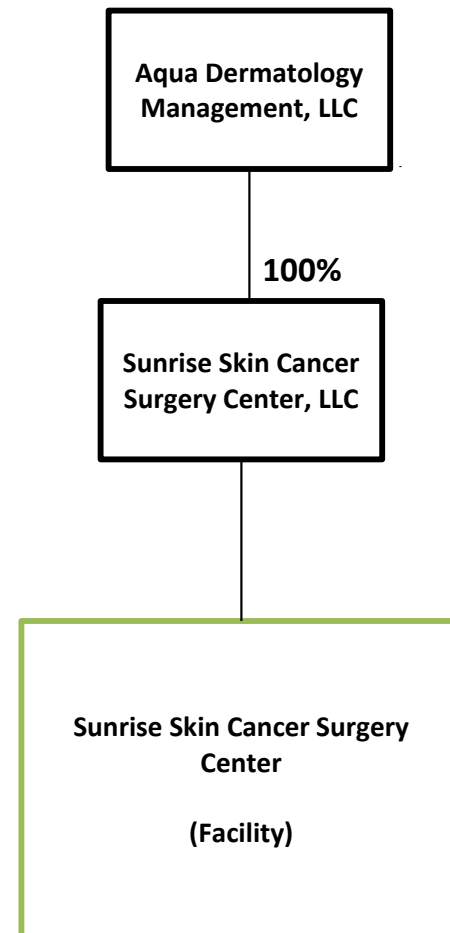 Aqua Dermatology
Management, LLC
100%
Sunrise Skin Cancer
Surgery Center, LLC
Sunrise Skin Cancer Surgery
Center
(Facility)